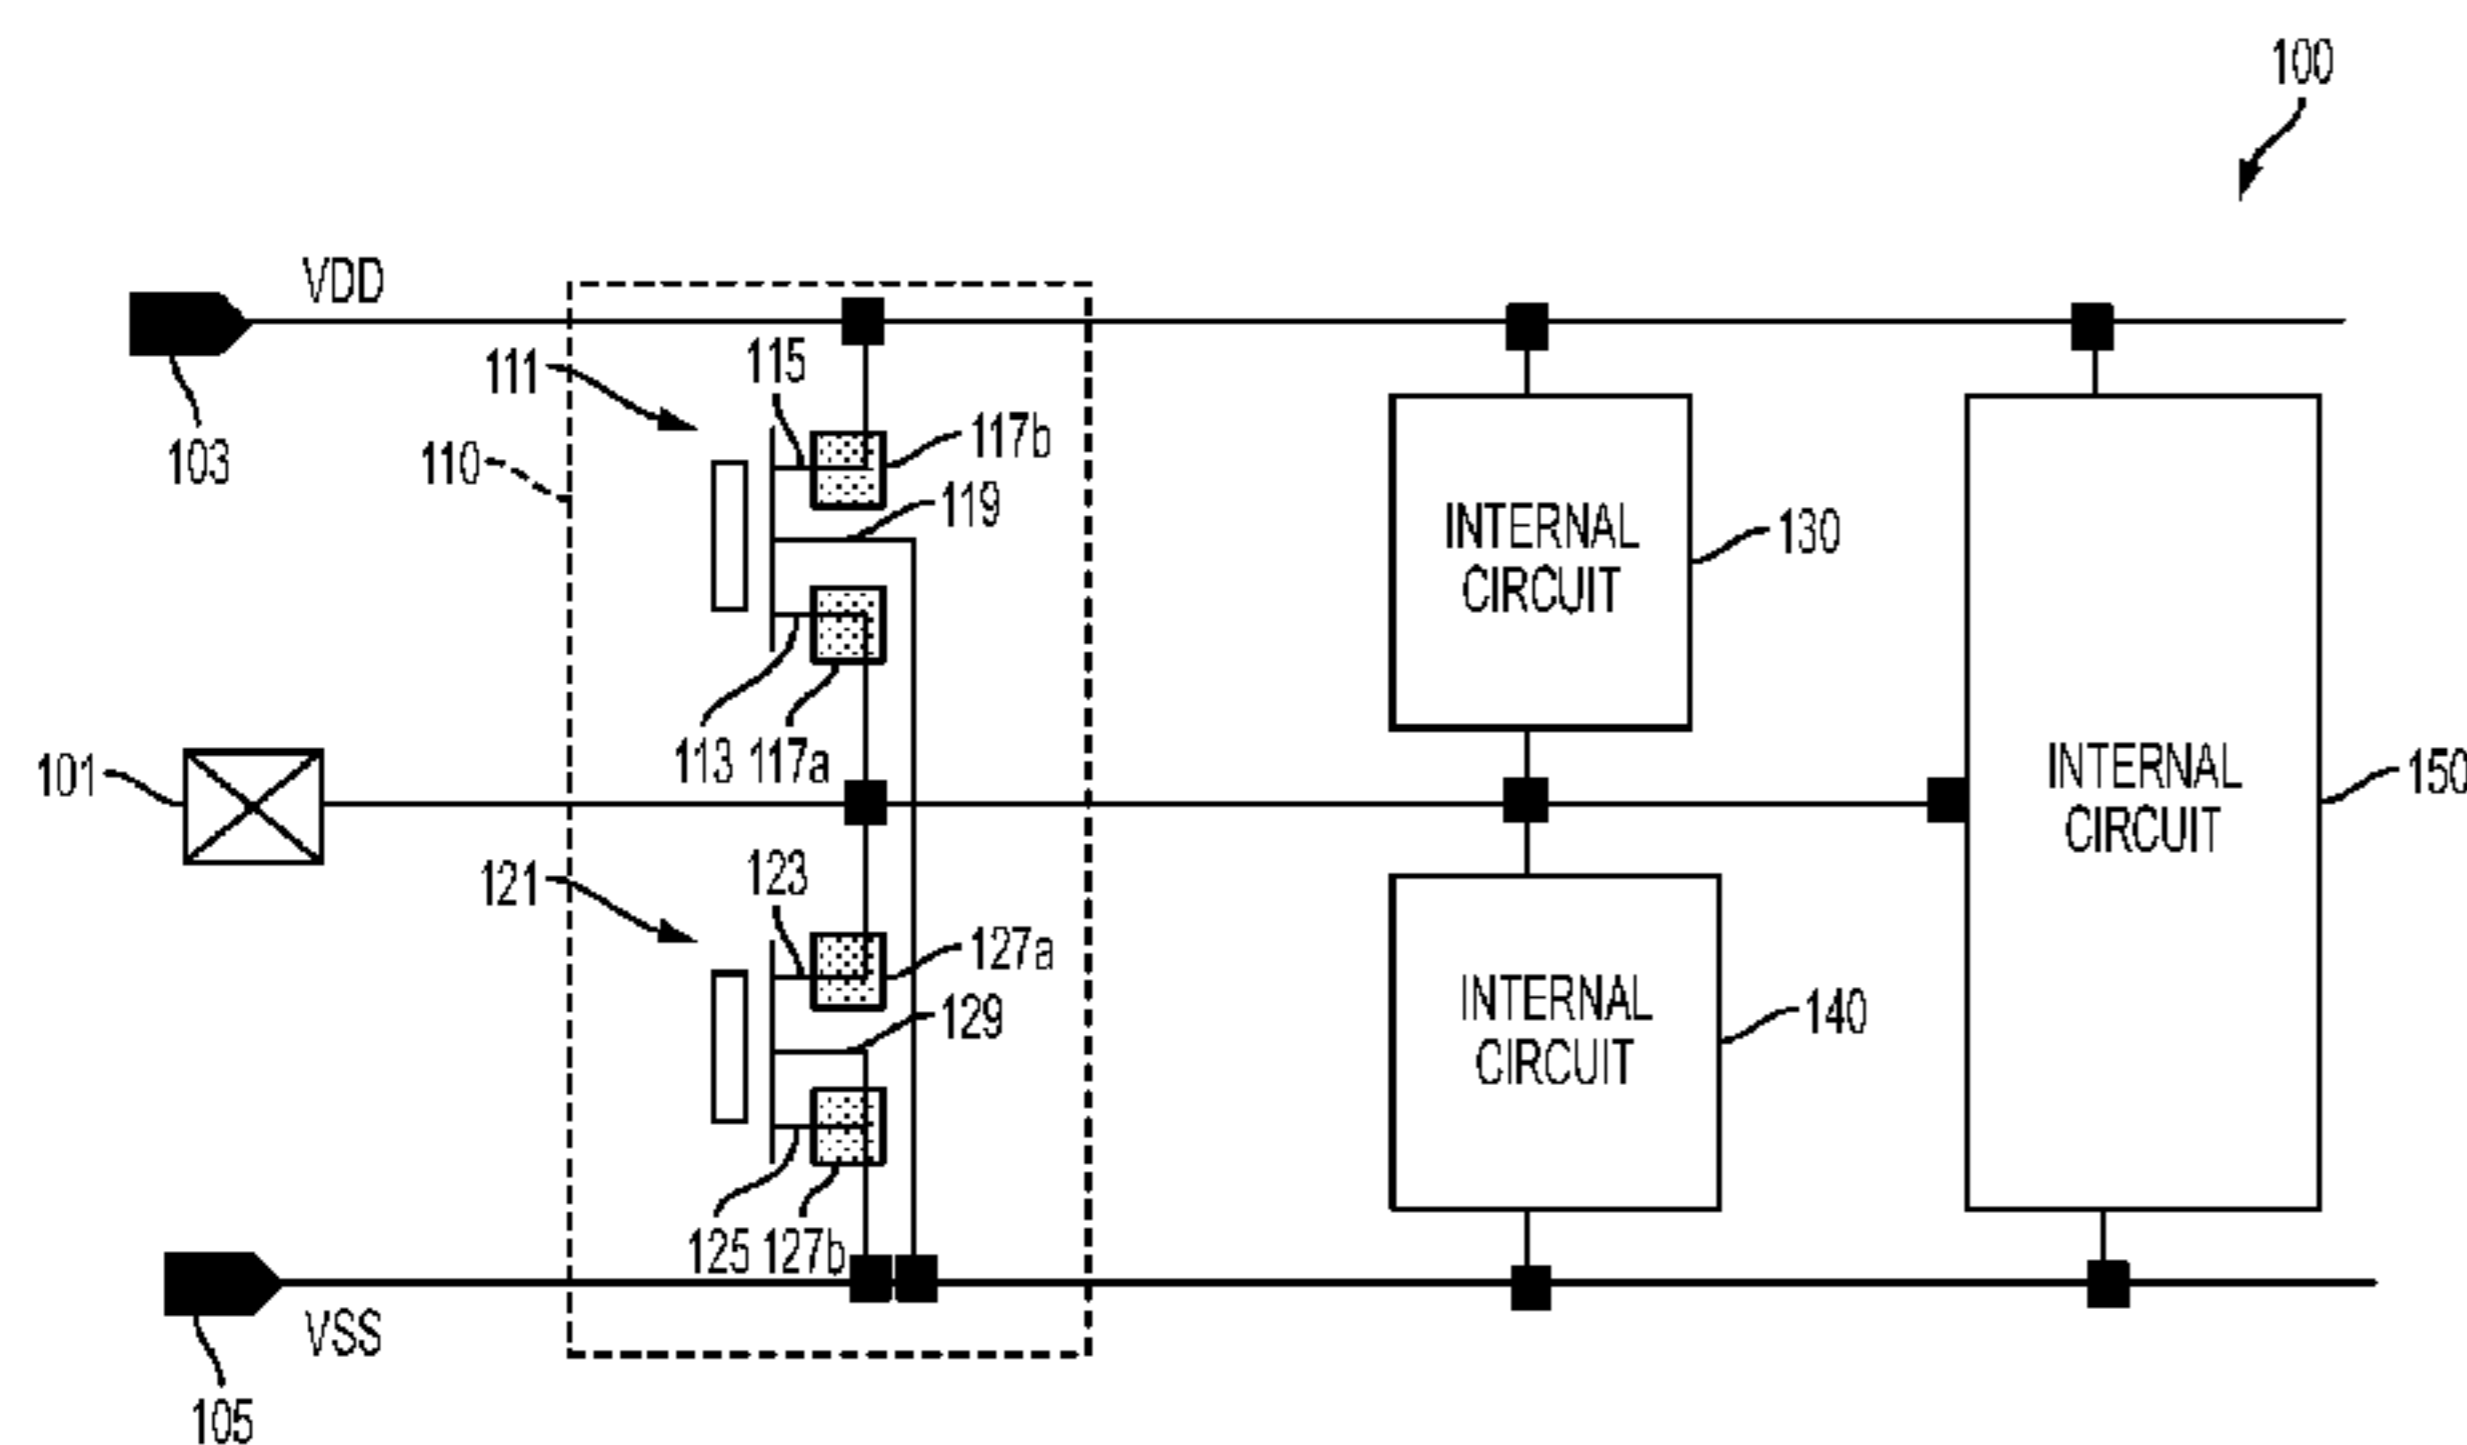 100
VDD
103
111
115
110
117b
119
INTERNAL
CIRCUIT
130
113 117a
101
INTERNAL
CIRCUIT
150
121
123
127a
129
INTERNAL
CIRCUIT
140
125 127b
VSS
105